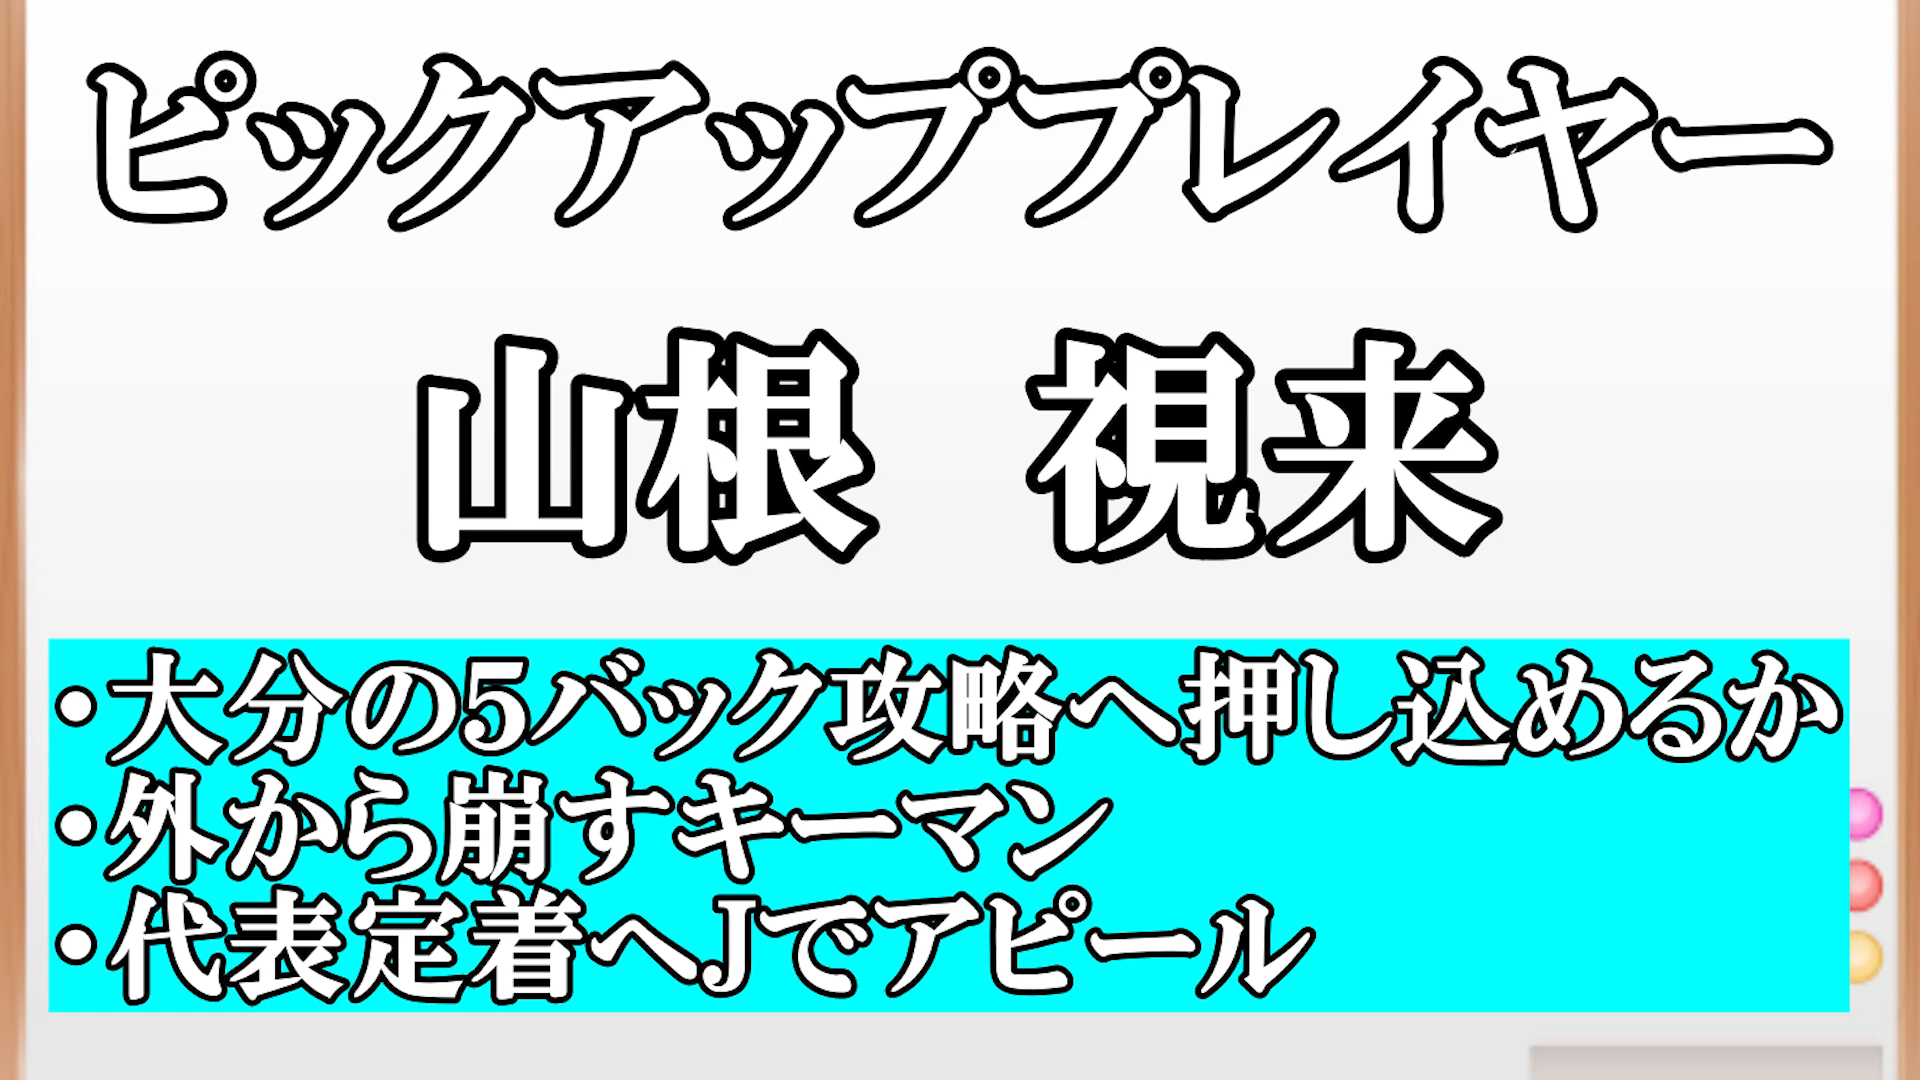 ピックアッププレイヤー
山根 視来
・大分の5バック攻略へ押し込めるか
・外から崩すキーマン
・代表定着へJでアピール